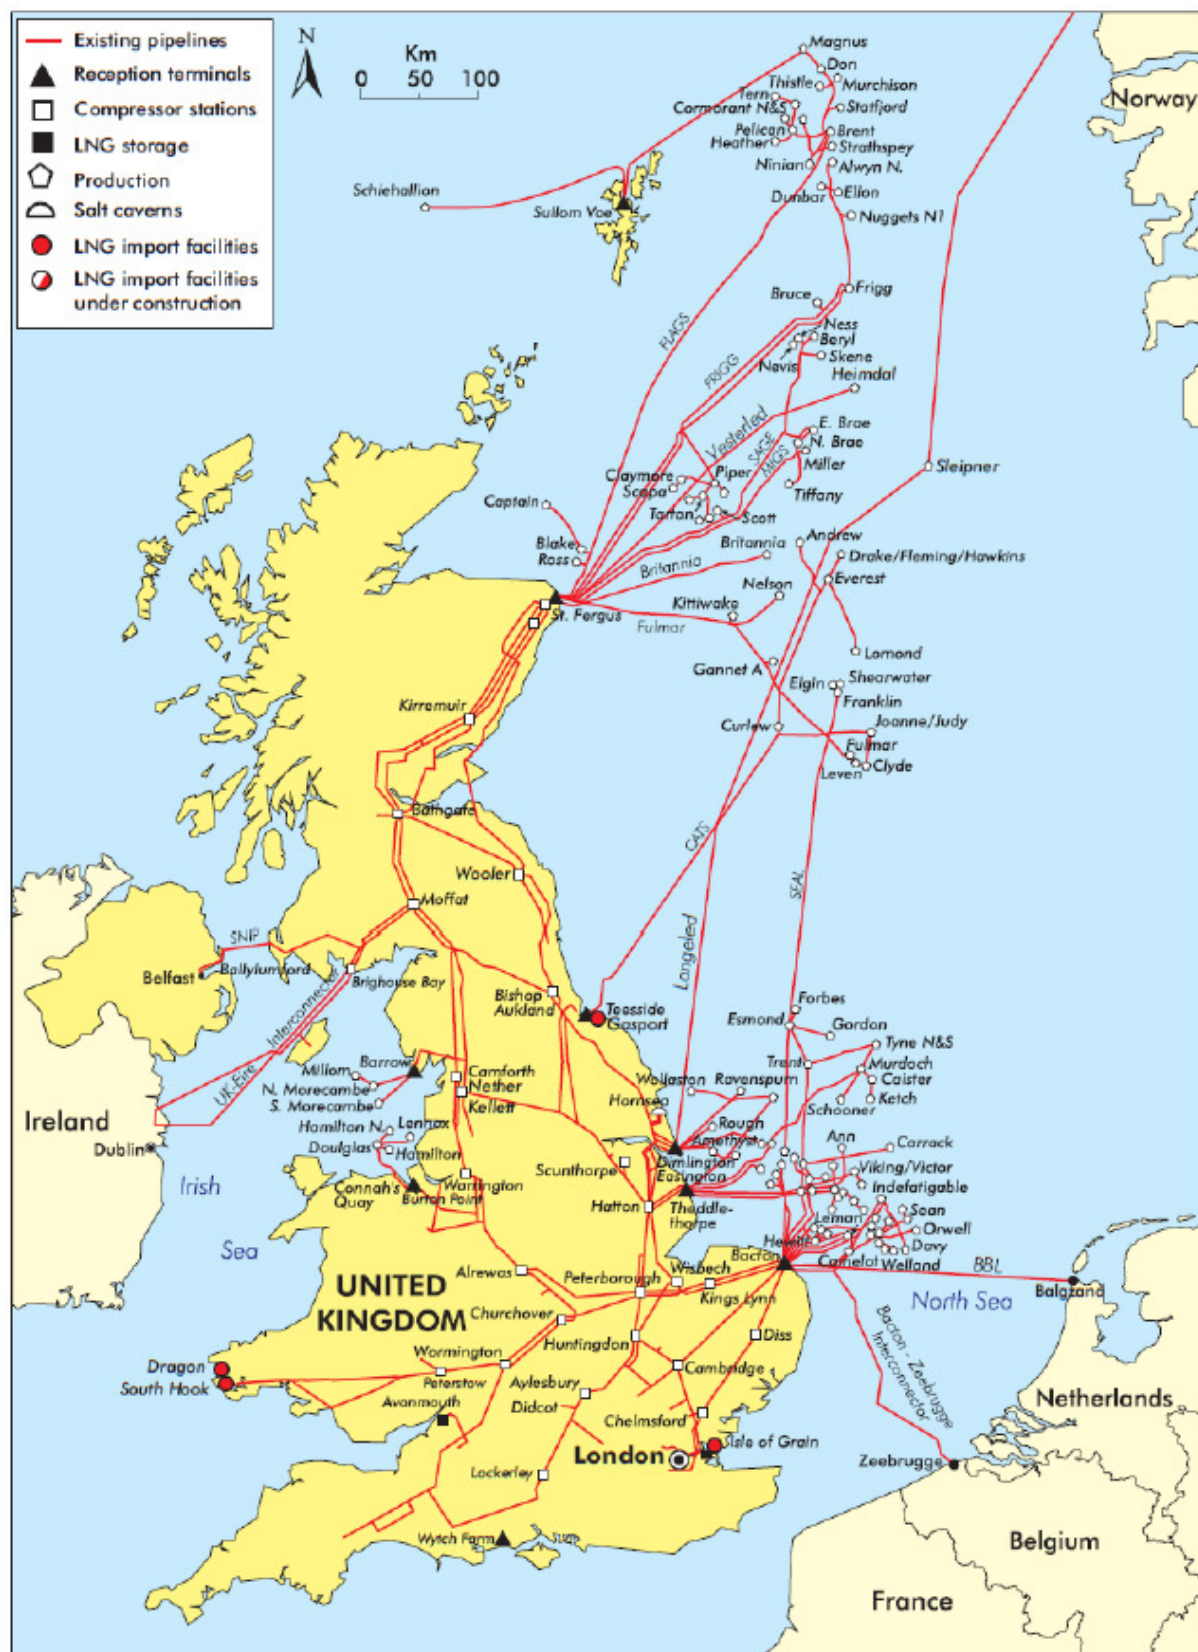 Existing pipelines
Reception terminals
Compressor stations
LNG storage
Production
Salt caverns
LNG import facilities
LNG import facilities
under construction
N
Km
0 50 100
Norway
Magnus
Don
Thistle
Murchison
Tern
Cormorant N&S
Statfjord
Pelican
Brent
Heather
Strathspey
Ninian
Alwyn N.
Dunbar
Ellon
Nuggets N1
Schiehallion
Sullom Voe
Bruce
Frigg
FLAGS
FRIGG
Ness
Beryl
Nevis
Skene
Heimdal
Vesterled
SAGE
MIGS
E. Brae
N. Brae
Miller
Tiffany
Sleipner
Claymore
Piper
Scapa
Tartan
Scott
Captain
Blake
Ross
Britannia
Britannia
Andrew
Drake/Fleming/Hawkins
Everest
Nelson
Kittiwake
St. Fergus
Fulmar
Lomond
Gannet A
Elgin
Shearwater
Franklin
Kirremuir
Curlew
Joanne/Judy
Fulmar
Leven
Clyde
Bathgate
CATS
SEAL
Wooler
Moffat
Langeled
SNIP
Belfast
Ballylumford
Brighouse Bay
UK-Eire Interconnector
Bishop
Aukland
Teesside
Gasport
Forbes
Esmond
Gordon
Tyne N&S
Trent
Murdoch
Caister
Ketch
Schooner
Millom
Barrow
N. Morecambe
S. Morecambe
Camforth
Nether
Kellett
Wollaston
Ravenspurn
Hornsea
Rough
Amethyst
Ireland
Dublin
Hamilton N.
Lennox
Doulglas
Hamilton
Ann
Carrack
Scunthorpe
Dimlington
Easington
Viking/Victor
Indefatigable
Connah's
Quay
Burton Point
Warrington
Hatton
Theddle-
thorpe
Irish
Sea
Leman
Sean
Orwell
Hewitt
Davy
Bacton
Camelot
Welland
BBL
Balgzand
North Sea
Alrewas
Peterborough
Wisbech
Kings Lynn
UNITED
KINGDOM
Churchover
Huntingdon
Diss
Bacton - Zeebrugge
Interconnector
Dragon
South Hook
Wormington
Peterstow
Cambridge
Aylesbury
Didcot
Avonmouth
Chelmsford
Netherlands
London
Isle of Grain
Zeebrugge
Lockerley
Wytch Farm
Belgium
France